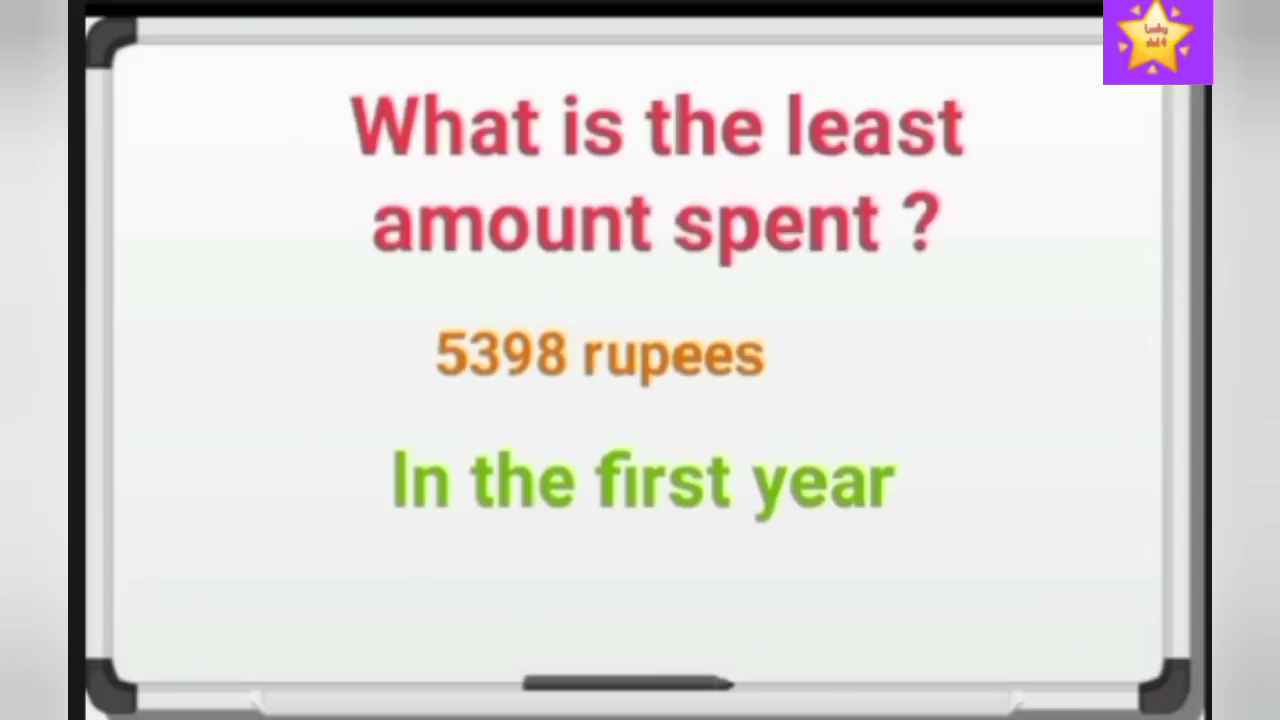 What is the least
amount spent ?
5398 rupees
In the first year